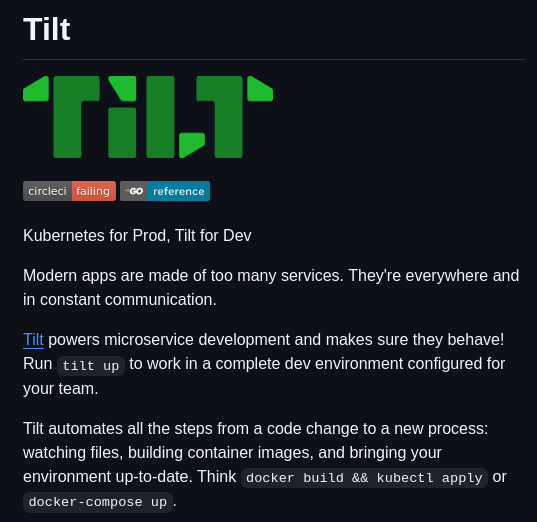 Tilt
TILT
circleci failing GO reference
Kubernetes for Prod, Tilt for Dev
Modern apps are made of too many services. They're everywhere and
in constant communication.
Tilt powers microservice development and makes sure they behave!
Run tilt up to work in a complete dev environment configured for
your team.
Tilt automates all the steps from a code change to a new process:
watching files, building container images, and bringing your
environment up-to-date. Think docker build && kubectl apply or
docker-compose up.